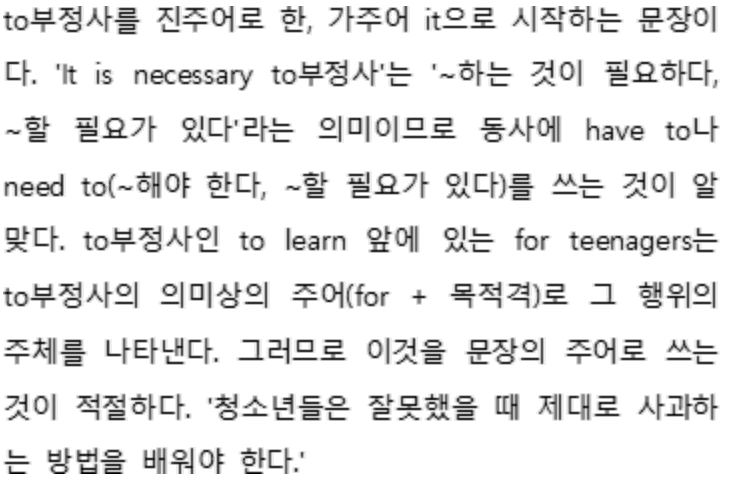 to부정사를 진주어로 한, 가주어 it으로 시작하는 문장이
다. 'It is necessary to부정사'는 '~하는 것이 필요하다,
~할 필요가 있다'라는 의미이므로 동사에 have to나
need to(~해야 한다, ~할 필요가 있다)를 쓰는 것이 알
맞다. to부정사인 to learn 앞에 있는 for teenagers는
to부정사의 의미상의 주어(for + 목적격)로 그 행위의
주체를 나타낸다. 그러므로 이것을 문장의 주어로 쓰는
것이 적절하다. '청소년들은 잘못했을 때 제대로 사과하
는 방법을 배워야 한다.'